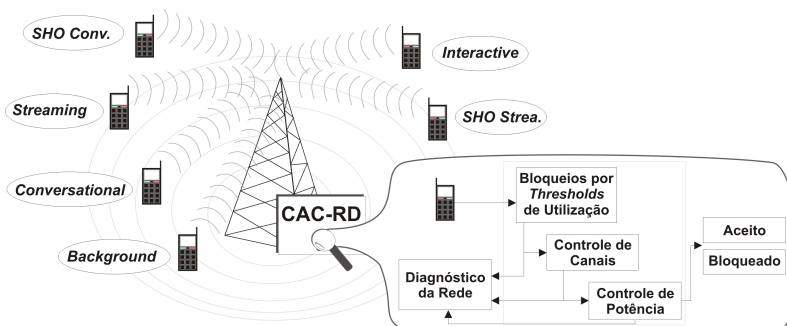 SHO Conv.
Interactive
Streaming
SHO Strea.
Conversational
Background
CAC-RD
Bloqueios por
Thresholds
de Utilização
Controle de
Canais
Diagnóstico
da Rede
Controle de
Potência
Aceito
Bloqueado